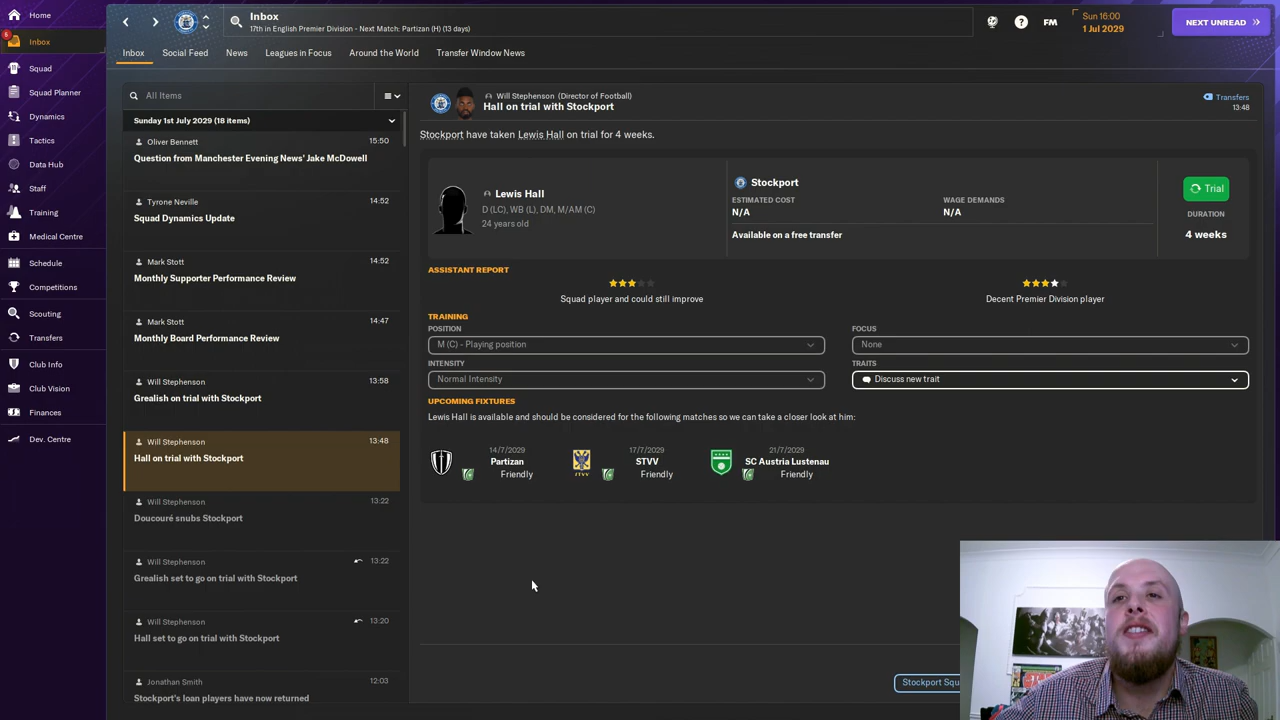 Home
Inbox
17th in English Premier Division - Next Match: Partizan (H) (13 days)
FM
Sun 16:00
1 Jul 2029
NEXT UNREAD
6
Inbox
Squad
Squad Planner
Dynamics
Tactics
Data Hub
Staff
Training
Medical Centre
Schedule
Competitions
Scouting
Transfers
Club Info
Club Vision
Finances
Dev. Centre
Inbox
Social Feed
News
Leagues in Focus
Around the World
Transfer Window News
All Items
Sunday 1st July 2029 (18 items)
Oliver Bennett 15:50
Question from Manchester Evening News' Jake McDowell
Tyrone Neville 14:52
Squad Dynamics Update
Mark Stott 14:52
Monthly Supporter Performance Review
Mark Stott 14:47
Monthly Board Performance Review
Will Stephenson 13:58
Grealish on trial with Stockport
Will Stephenson 13:48
Hall on trial with Stockport
Will Stephenson 13:22
Doucouré snubs Stockport
Will Stephenson 13:22
Grealish set to go on trial with Stockport
Will Stephenson 13:20
Hall set to go on trial with Stockport
Jonathan Smith 12:03
Stockport's loan players have now returned
Will Stephenson (Director of Football)
Hall on trial with Stockport
Transfers
13:48
Stockport have taken Lewis Hall on trial for 4 weeks.
Lewis Hall
D (LC), WB (L), DM, M/AM (C)
24 years old
Stockport
ESTIMATED COST
N/A
WAGE DEMANDS
N/A
Available on a free transfer
Trial
DURATION
4 weeks
ASSISTANT REPORT
Squad player and could still improve
Decent Premier Division player
TRAINING
POSITION
M (C) - Playing position
FOCUS
None
INTENSITY
Normal Intensity
TRAITS
Discuss new trait
UPCOMING FIXTURES
Lewis Hall is available and should be considered for the following matches so we can take a closer look at him:
14/7/2029
Partizan
Friendly
STVV
17/7/2029
STVV
Friendly
21/7/2029
SC Austria Lustenau
Friendly
Stockport Squ